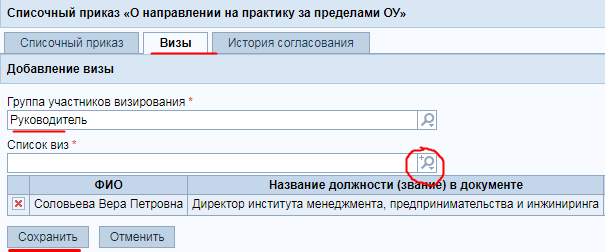 Списочный приказ «О направлении на практику за пределами ОУ»
Списочный приказ Визы История согласования
Добавление визы
Группа участников визирования *
Руководитель
Список виз *
ФИО Название должности (звание) в документе
Соловьева Вера Петровна Директор института менеджмента, предпринимательства и инжиниринга
Сохранить Отменить